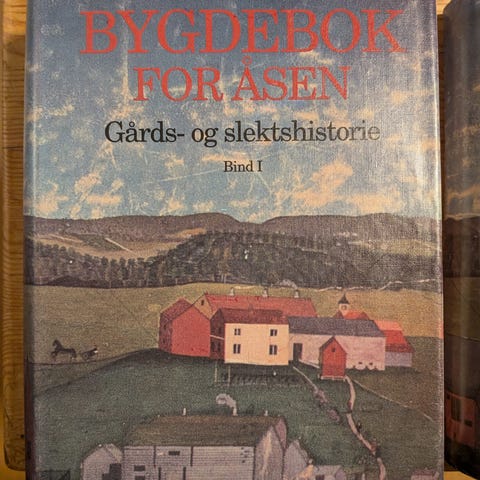 BYGDEBOK
FOR ÅSEN
Gårds- og slektshistorie
Bind I